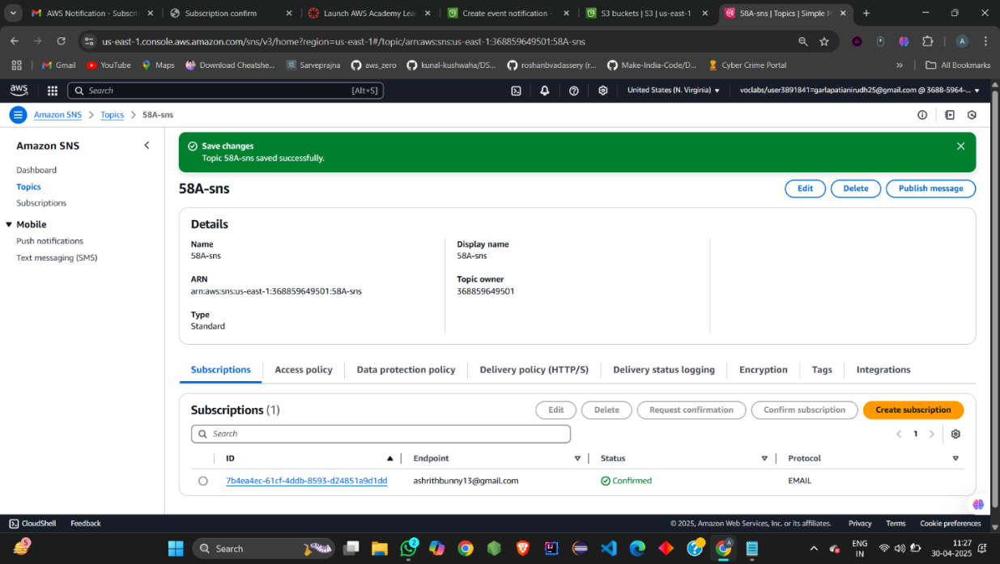 AWS Notification - Subscri
Subscription confirm
Launch AWS Academy Lea
Create event notification -
S3 buckets | S3 | us-east-1
58A-sns | Topics | Simple N
us-east-1.console.aws.amazon.com/sns/v3/home?region=us-east-1#/topic/arn:aws:sns:us-east-1:368859649501:58A-sns
A
Gmail
YouTube
Maps
Download Cheatshe...
Sarveprajna
aws_zero
kunal-kushwaha/DS...
roshanbvadassery (r...
Make-India-Code/D...
Cyber Crime Portal
»
All Bookmarks
aws
Search
[Alt+S]
United States (N. Virginia)
voclabs/user3891841=garlapatianirudh25@gmail.com @ 3688-5964-...
Amazon SNS
Topics
58A-sns
Amazon SNS
Dashboard
Topics
Subscriptions
Mobile
Push notifications
Text messaging (SMS)
Save changes
Topic 58A-sns saved successfully.
58A-sns
Edit
Delete
Publish message
Details
Name
58A-sns
Display name
58A-sns
ARN
arn:aws:sns:us-east-1:368859649501:58A-sns
Topic owner
368859649501
Type
Standard
Subscriptions
Access policy
Data protection policy
Delivery policy (HTTP/S)
Delivery status logging
Encryption
Tags
Integrations
Subscriptions (1)
Edit
Delete
Request confirmation
Confirm subscription
Create subscription
Search
1
ID
Endpoint
Status
Protocol
7b4ea4ec-61cf-4ddb-8593-d24851a9d1dd
ashrithbunny13@gmail.com
Confirmed
EMAIL
CloudShell
Feedback
© 2025, Amazon Web Services, Inc. or its affiliates.
Privacy
Terms
Cookie preferences
5
Search
2
A
ENG
IN
11:27
30-04-2025